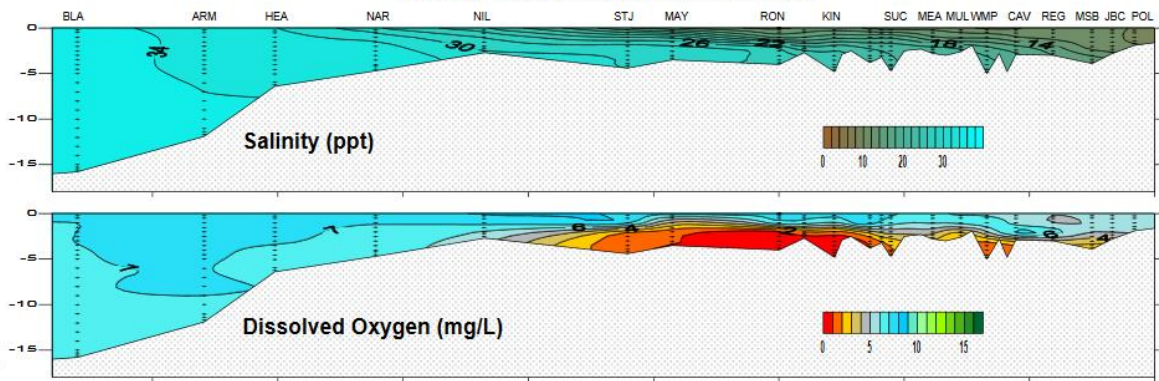 BLA ARM HEA NAR NIL STJ MAY RON KIN SUC MEA MUL WMP CAV REG MSB JBC POL
0
34 30 26 22 18 14
-5
-10
Salinity (ppt)
0 10 20 30
-15
0
7 7 6 4 2 6 4
-5
-10
Dissolved Oxygen (mg/L)
0 5 10 15
-15